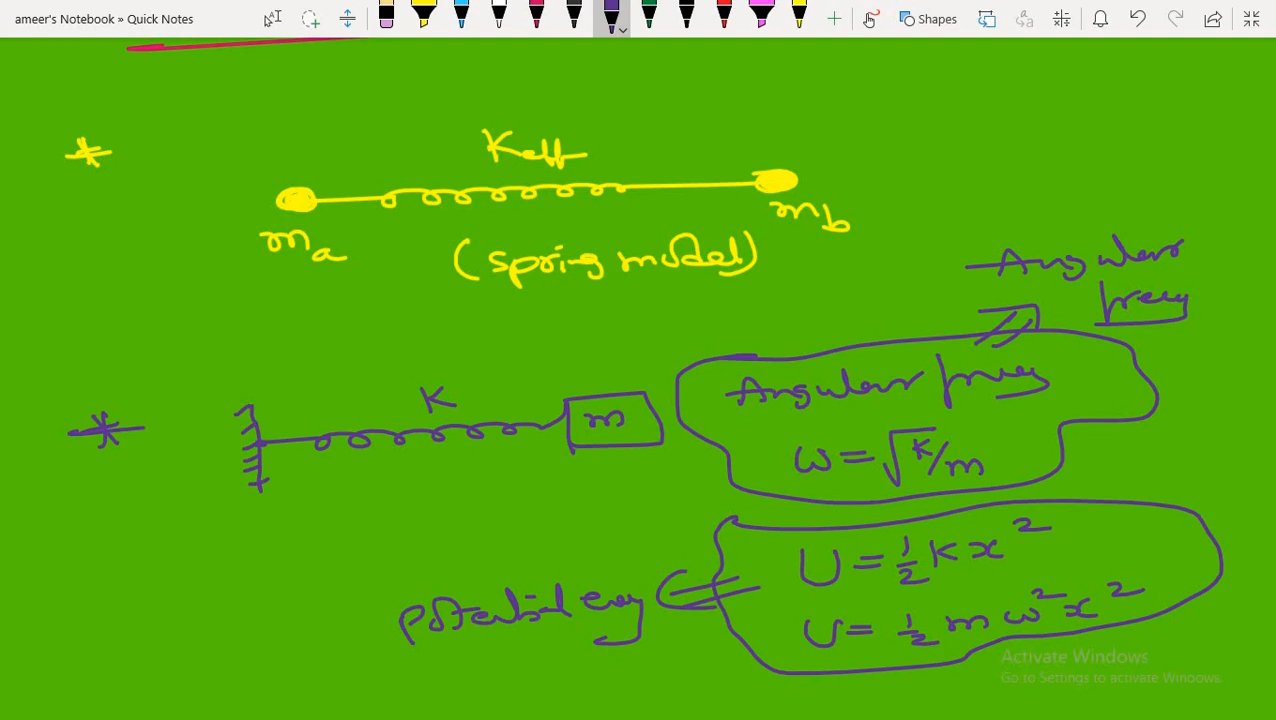 ameer's Notebook » Quick Notes
Shapes
*
Keff
ma
mb
(spring model)
Angular
freq
*
K
m
Angular freq
ω = √K/m
U = 1/2 K x²
potential
U = 1/2 m ω² x²
Activate Windows
Go to Settings to activate Windows.